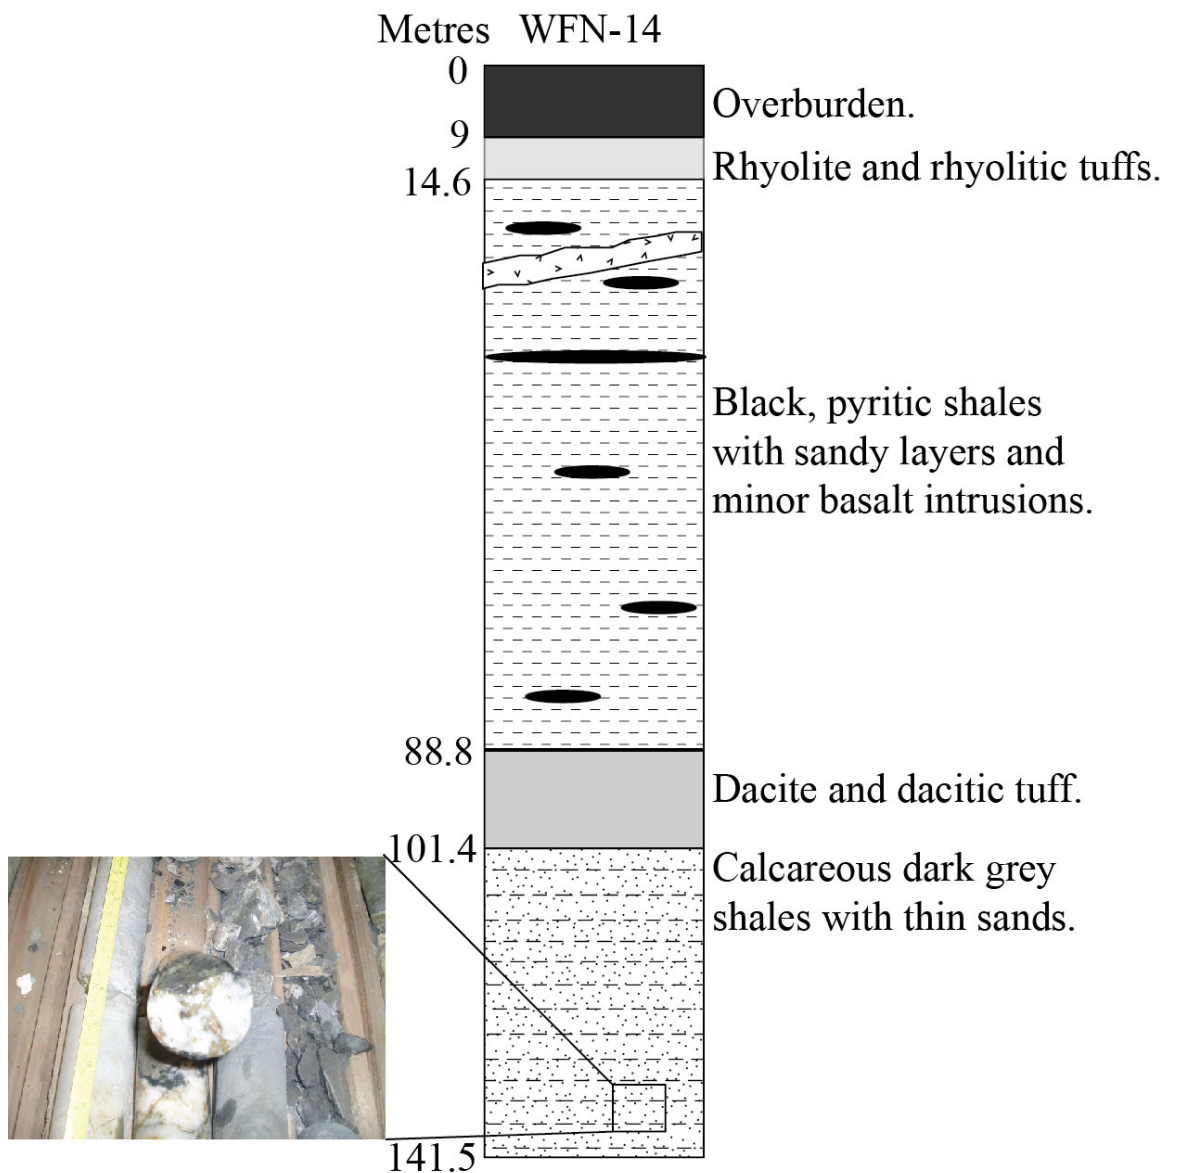 Metres WFN-14
0
Overburden.
9
Rhyolite and rhyolitic tuffs.
14.6
Black, pyritic shales
with sandy layers and
minor basalt intrusions.
88.8
Dacite and dacitic tuff.
101.4
Calcareous dark grey
shales with thin sands.
141.5